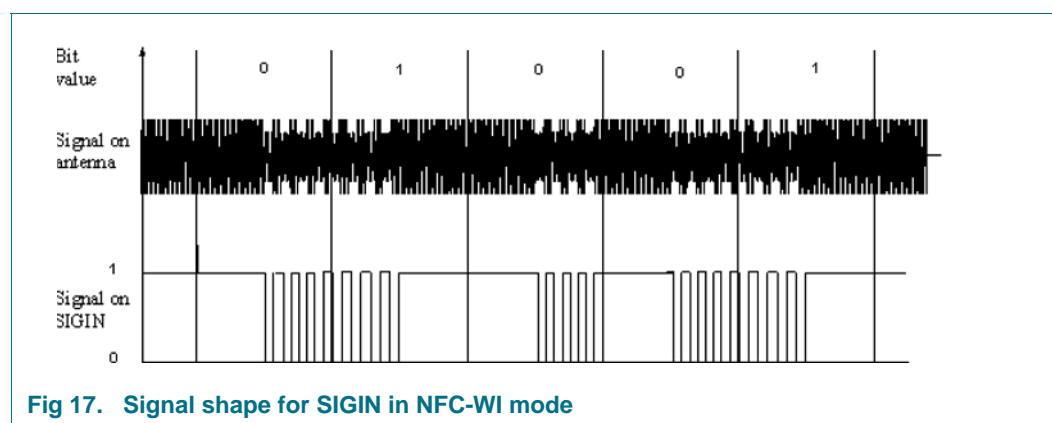 Bit
value
0 1 0 0 1
Signal on
antenna
1
Signal on
SIGIN
0
Fig 17. Signal shape for SIGIN in NFC-WI mode